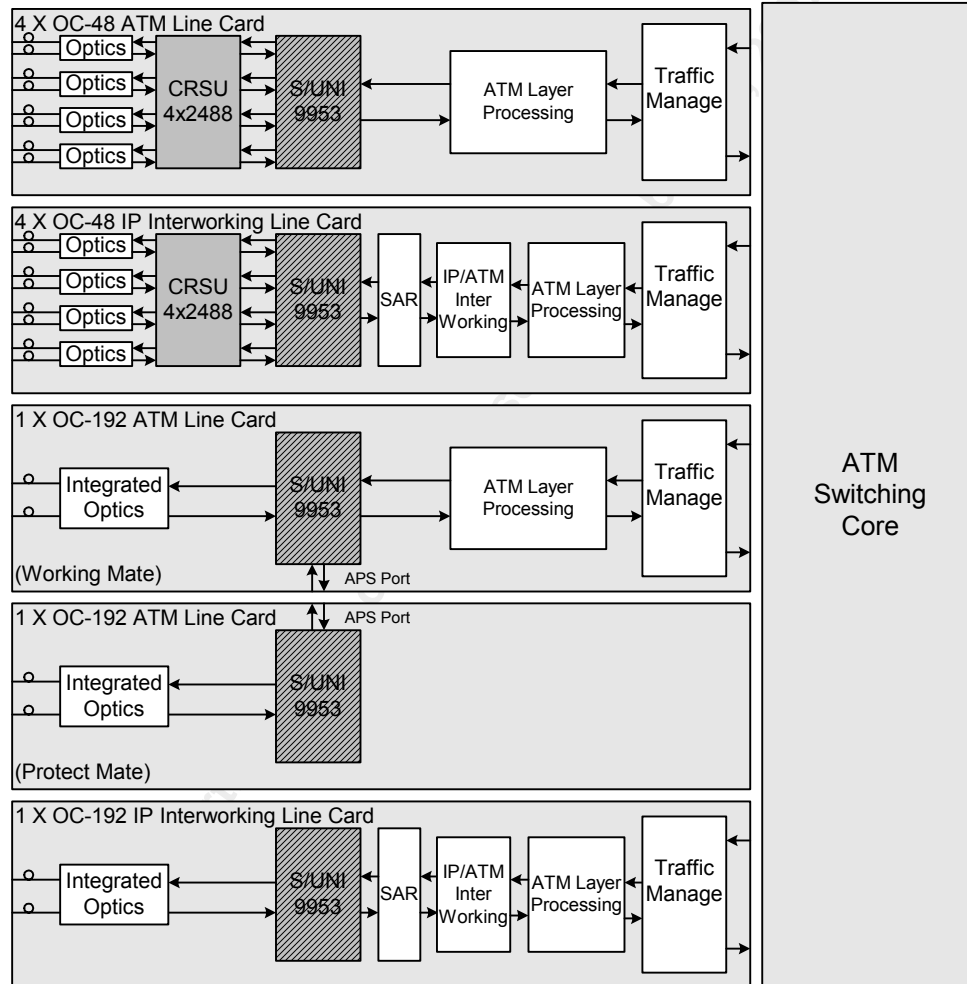 4 X OC-48 ATM Line Card
Optics
Optics
Optics
Optics
CRSU
4x2488
S/UNI
9953
ATM Layer
Processing
Traffic
Manage
4 X OC-48 IP Interworking Line Card
Optics
Optics
Optics
Optics
CRSU
4x2488
S/UNI
9953
SAR
IP/ATM
Inter
Working
ATM Layer
Processing
Traffic
Manage
1 X OC-192 ATM Line Card
Integrated
Optics
S/UNI
9953
ATM Layer
Processing
Traffic
Manage
(Working Mate)
APS Port
1 X OC-192 ATM Line Card
APS Port
Integrated
Optics
S/UNI
9953
(Protect Mate)
1 X OC-192 IP Interworking Line Card
Integrated
Optics
S/UNI
9953
SAR
IP/ATM
Inter
Working
ATM Layer
Processing
Traffic
Manage
ATM
Switching
Core